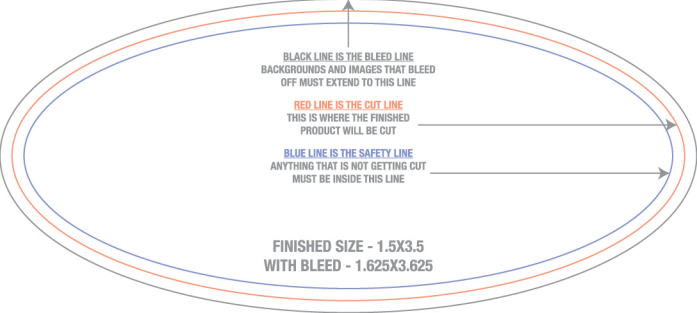 BLACK LINE IS THE BLEED LINE
BACKGROUNDS AND IMAGES THAT BLEED
OFF MUST EXTEND TO THIS LINE
RED LINE IS THE CUT LINE
THIS IS WHERE THE FINISHED
PRODUCT WILL BE CUT
BLUE LINE IS THE SAFETY LINE
ANYTHING THAT IS NOT GETTING CUT
MUST BE INSIDE THIS LINE
FINISHED SIZE - 1.5X3.5
WITH BLEED - 1.625X3.625